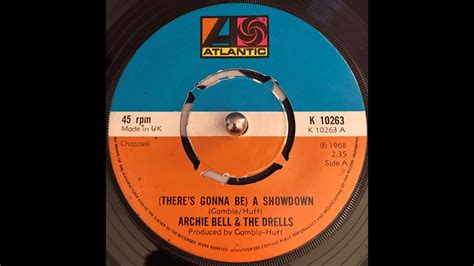 ATLANTIC
45 rpm
Made in UK
K 10263
K 10263 A
Chappell
℗ 1968
2.35
Side A
(THERE'S GONNA BE) A SHOWDOWN
(Gamble/Huff)
ARCHIE BELL & THE DRELLS
Produced by Gamble-Huff